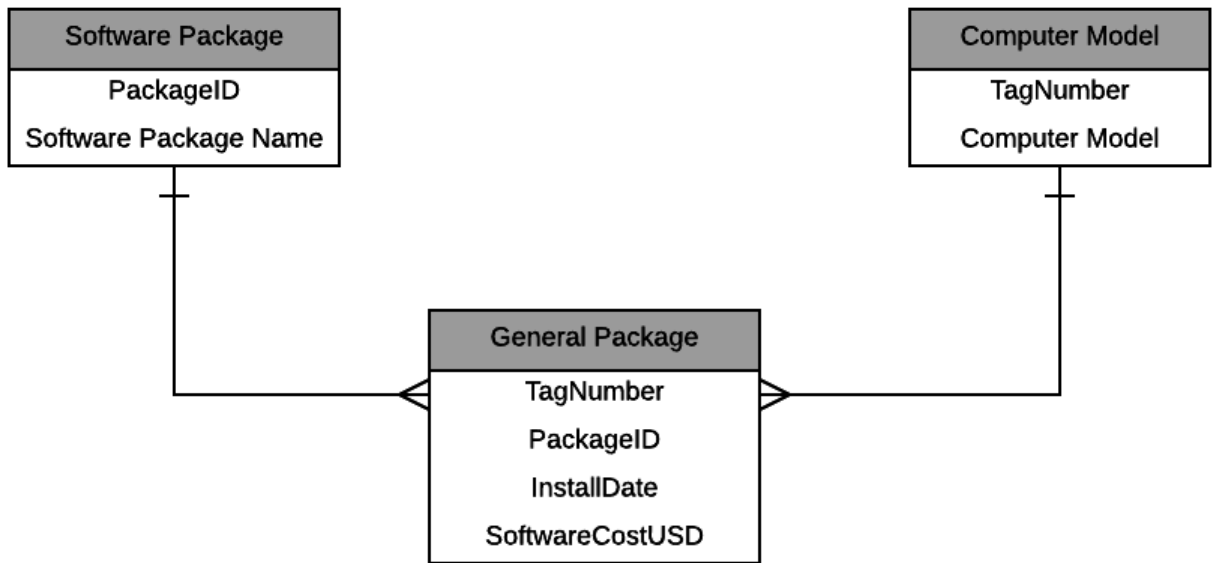 Software Package
PackageID
Software Package Name
Computer Model
TagNumber
Computer Model
General Package
TagNumber
PackageID
InstallDate
SoftwareCostUSD